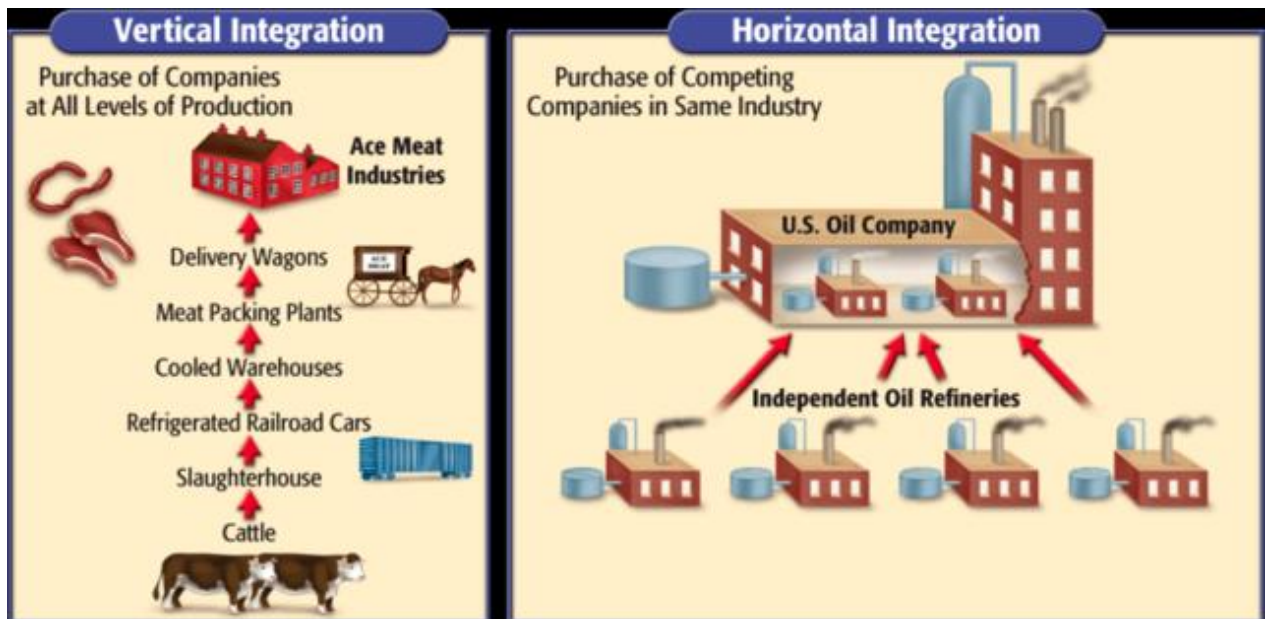 Vertical Integration
Purchase of Companies
at All Levels of Production
Ace Meat
Industries
Delivery Wagons
ACE
MEAT
Meat Packing Plants
Cooled Warehouses
Refrigerated Railroad Cars
Slaughterhouse
Cattle
Horizontal Integration
Purchase of Competing
Companies in Same Industry
U.S. Oil Company
Independent Oil Refineries